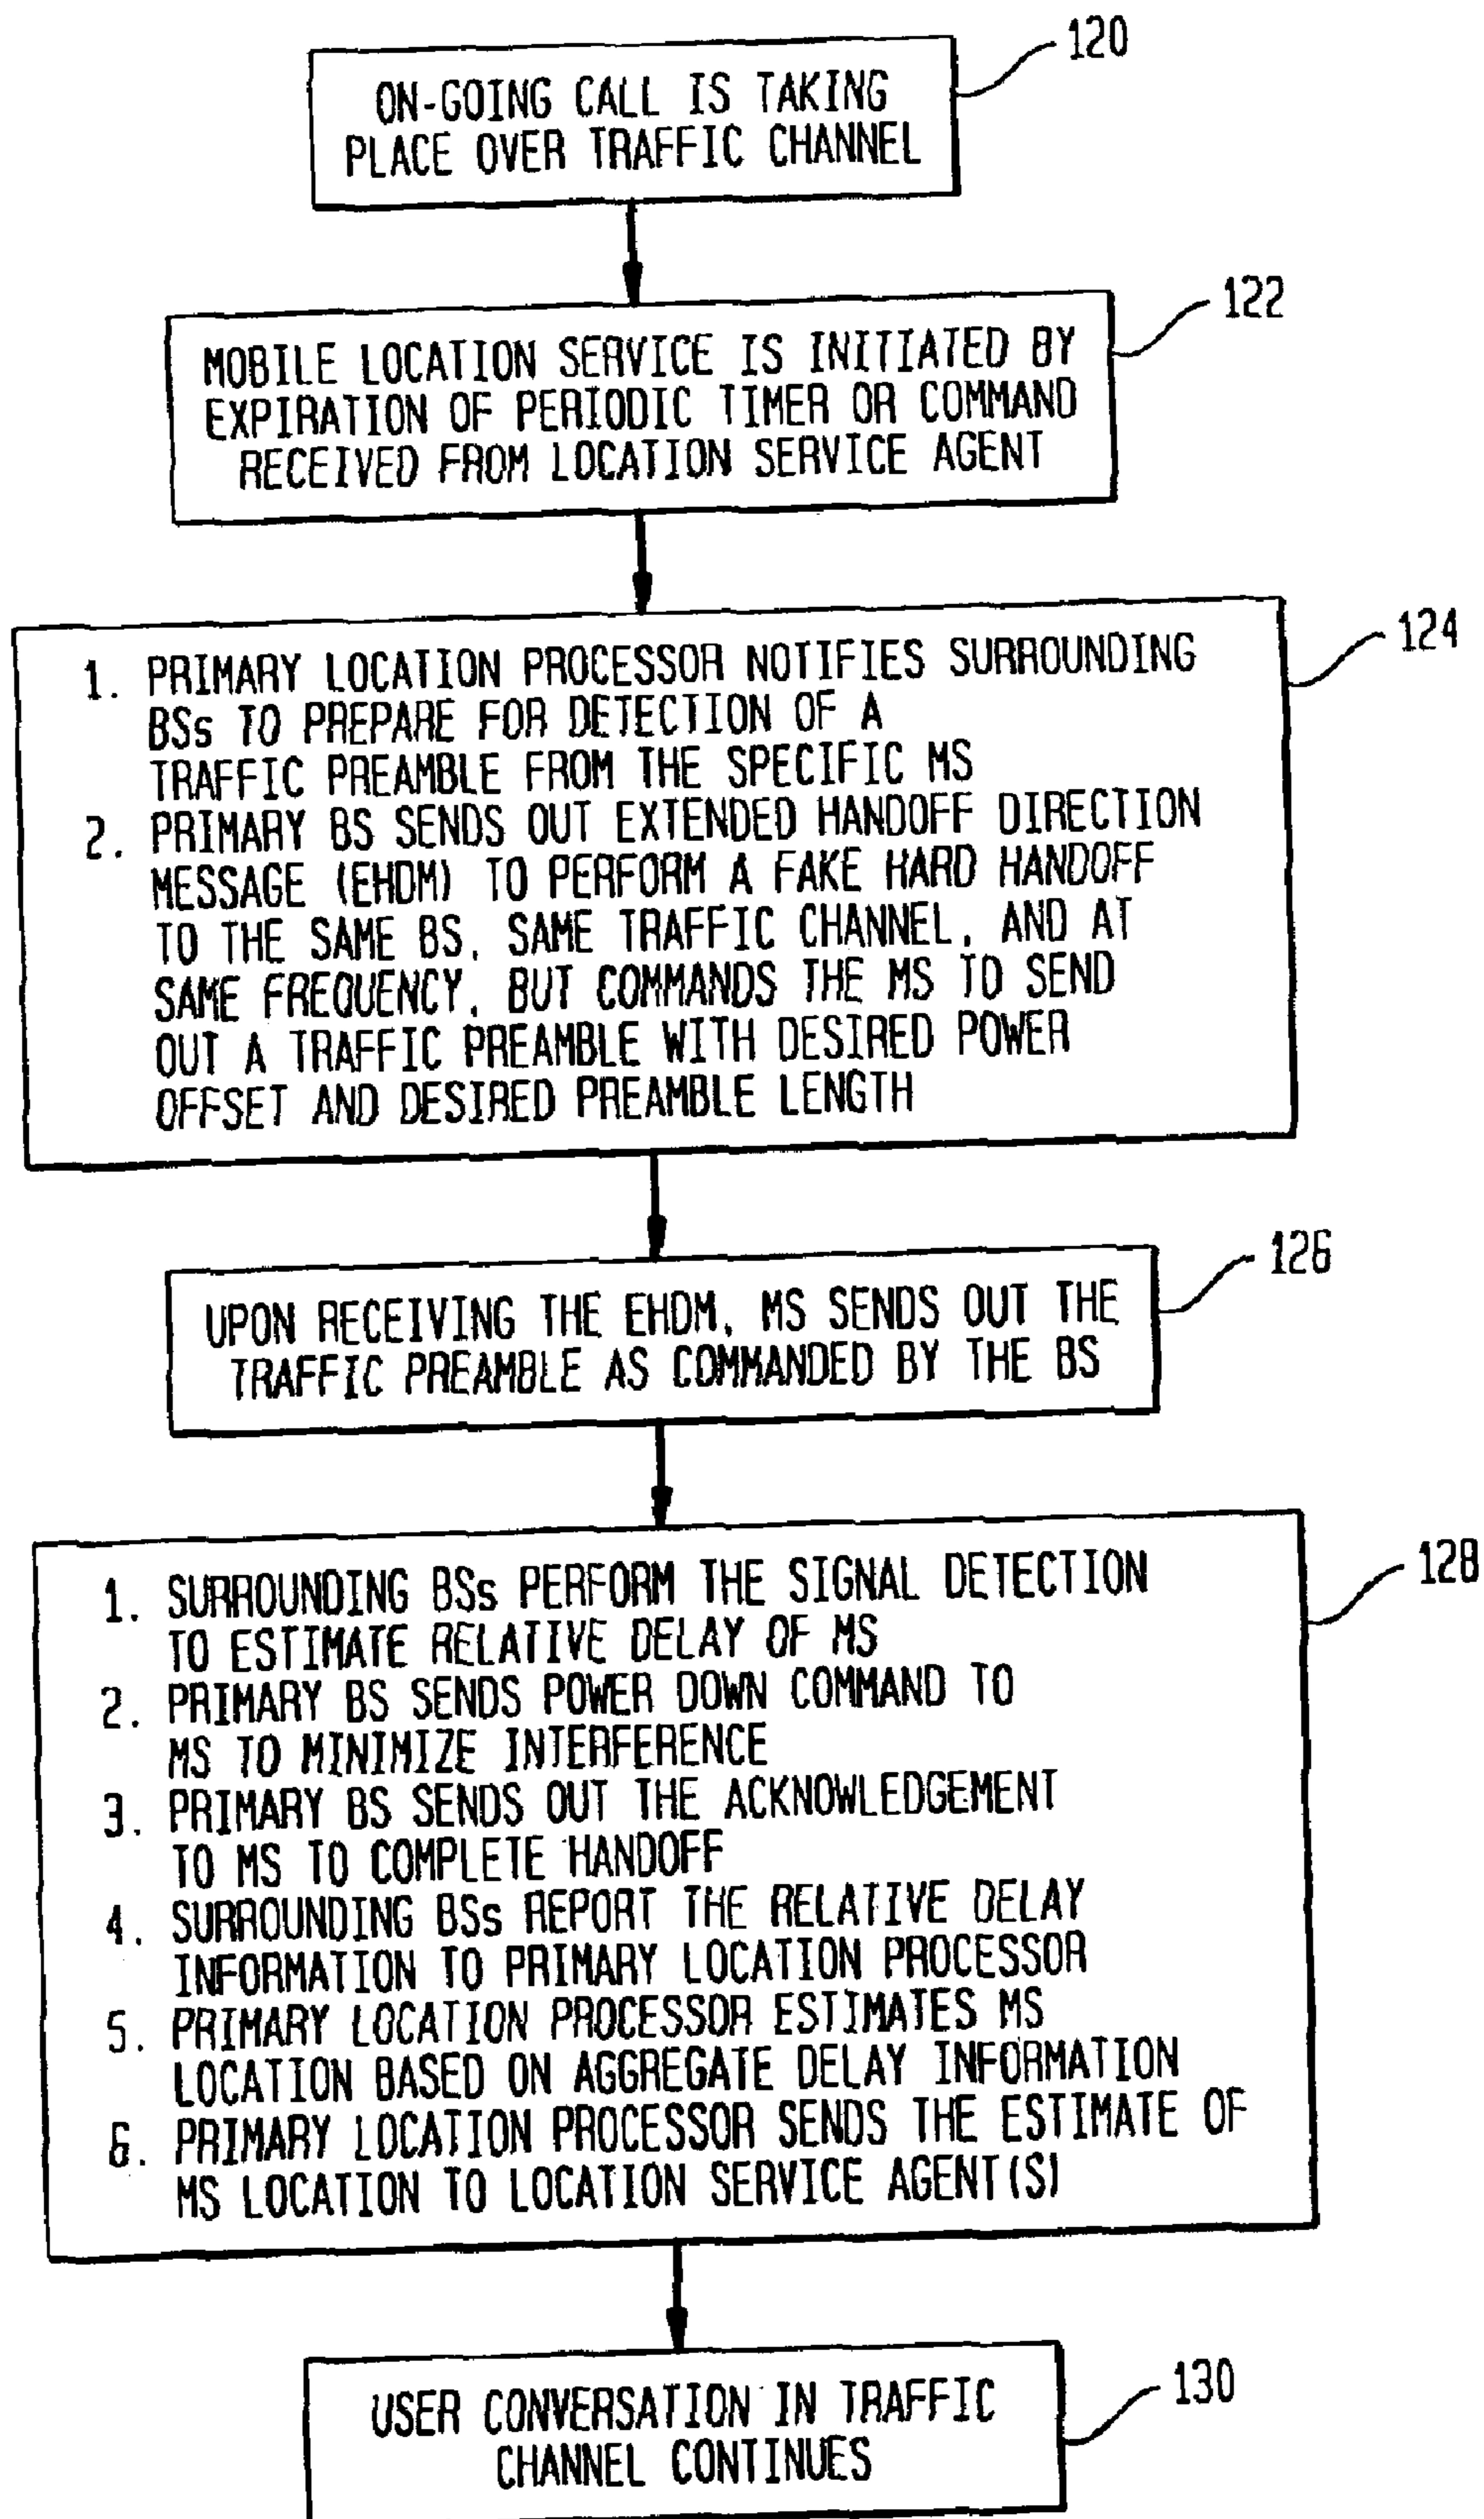 120
ON-GOING CALL IS TAKING
PLACE OVER TRAFFIC CHANNEL
122
MOBILE LOCATION SERVICE IS INITIATED BY
EXPIRATION OF PERIODIC TIMER OR COMMAND
RECEIVED FROM LOCATION SERVICE AGENT
124
1. PRIMARY LOCATION PROCESSOR NOTIFIES SURROUNDING
BSs TO PREPARE FOR DETECTION OF A
TRAFFIC PREAMBLE FROM THE SPECIFIC MS
2. PRIMARY BS SENDS OUT EXTENDED HANDOFF DIRECTION
MESSAGE (EHDM) TO PERFORM A FAKE HARD HANDOFF
TO THE SAME BS, SAME TRAFFIC CHANNEL, AND AT
SAME FREQUENCY, BUT COMMANDS THE MS TO SEND
OUT A TRAFFIC PREAMBLE WITH DESIRED POWER
OFFSET AND DESIRED PREAMBLE LENGTH
126
UPON RECEIVING THE EHDM, MS SENDS OUT THE
TRAFFIC PREAMBLE AS COMMANDED BY THE BS
128
1. SURROUNDING BSs PERFORM THE SIGNAL DETECTION
TO ESTIMATE RELATIVE DELAY OF MS
2. PRIMARY BS SENDS POWER DOWN COMMAND TO
MS TO MINIMIZE INTERFERENCE
3. PRIMARY BS SENDS OUT THE ACKNOWLEDGEMENT
TO MS TO COMPLETE HANDOFF
4. SURROUNDING BSs REPORT THE RELATIVE DELAY
INFORMATION TO PRIMARY LOCATION PROCESSOR
5. PRIMARY LOCATION PROCESSOR ESTIMATES MS
LOCATION BASED ON AGGREGATE DELAY INFORMATION
6. PRIMARY LOCATION PROCESSOR SENDS THE ESTIMATE OF
MS LOCATION TO LOCATION SERVICE AGENT(S)
130
USER CONVERSATION IN TRAFFIC
CHANNEL CONTINUES